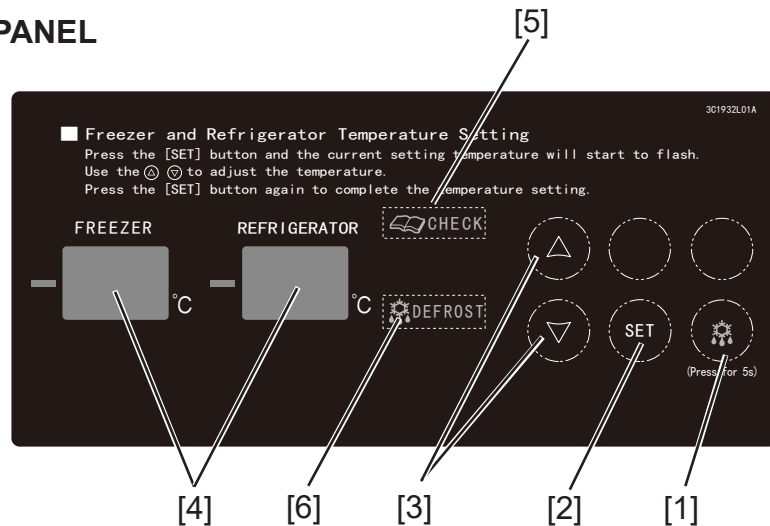 PANEL
[5]
3C1932L01A
Freezer and Refrigerator Temperature Setting
Press the [SET] button and the current setting temperature will start to flash.
Use the △ ▽ to adjust the temperature.
Press the [SET] button again to complete the temperature setting.
FREEZER
REFRIGERATOR
CHECK
°C
°C
DEFROST
SET
(Press for 5s)
[4]
[6]
[3]
[2]
[1]